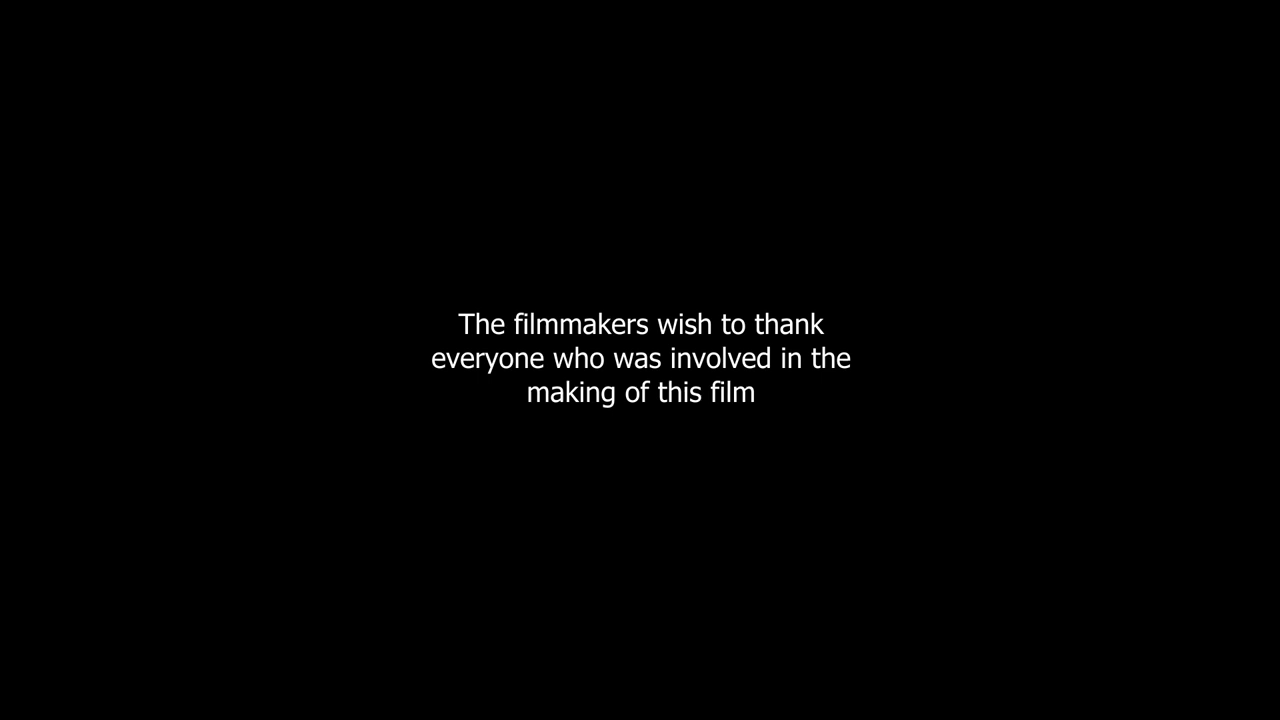 The filmmakers wish to thank
everyone who was involved in the
making of this film